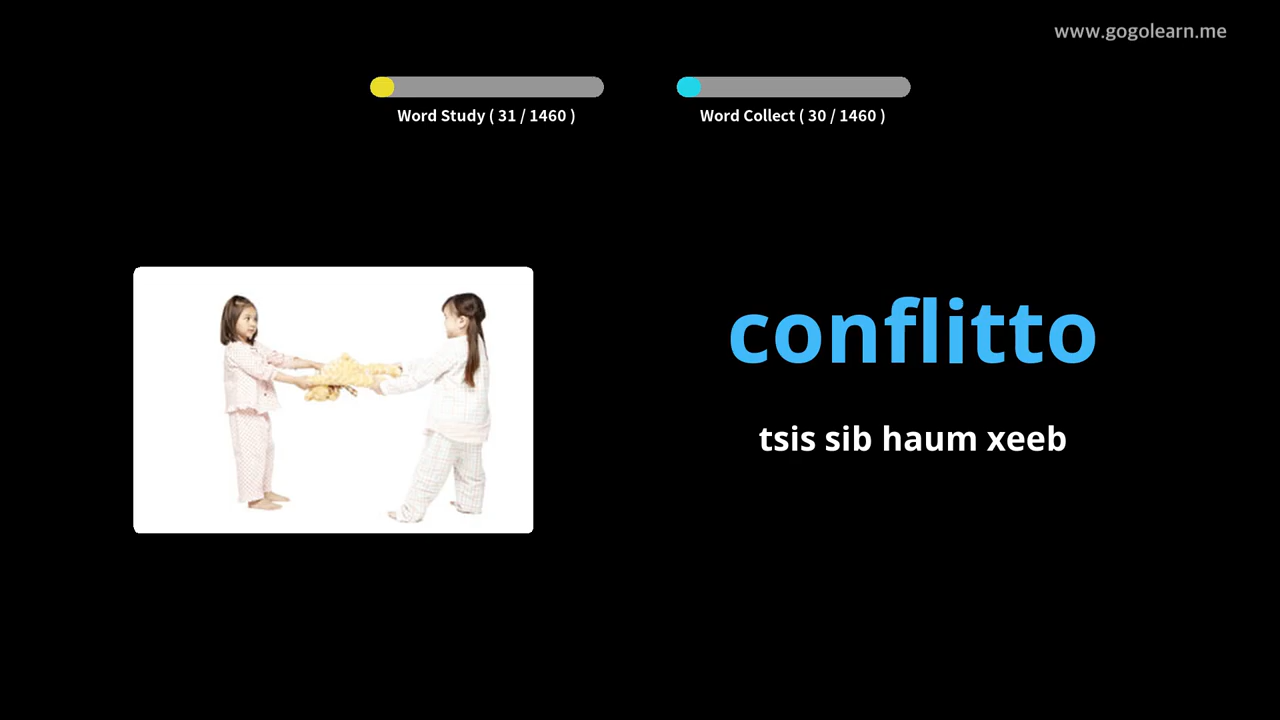 www.gogolearn.me
Word Study ( 31 / 1460 )
Word Collect ( 30 / 1460 )
conflitto
tsis sib haum xeeb